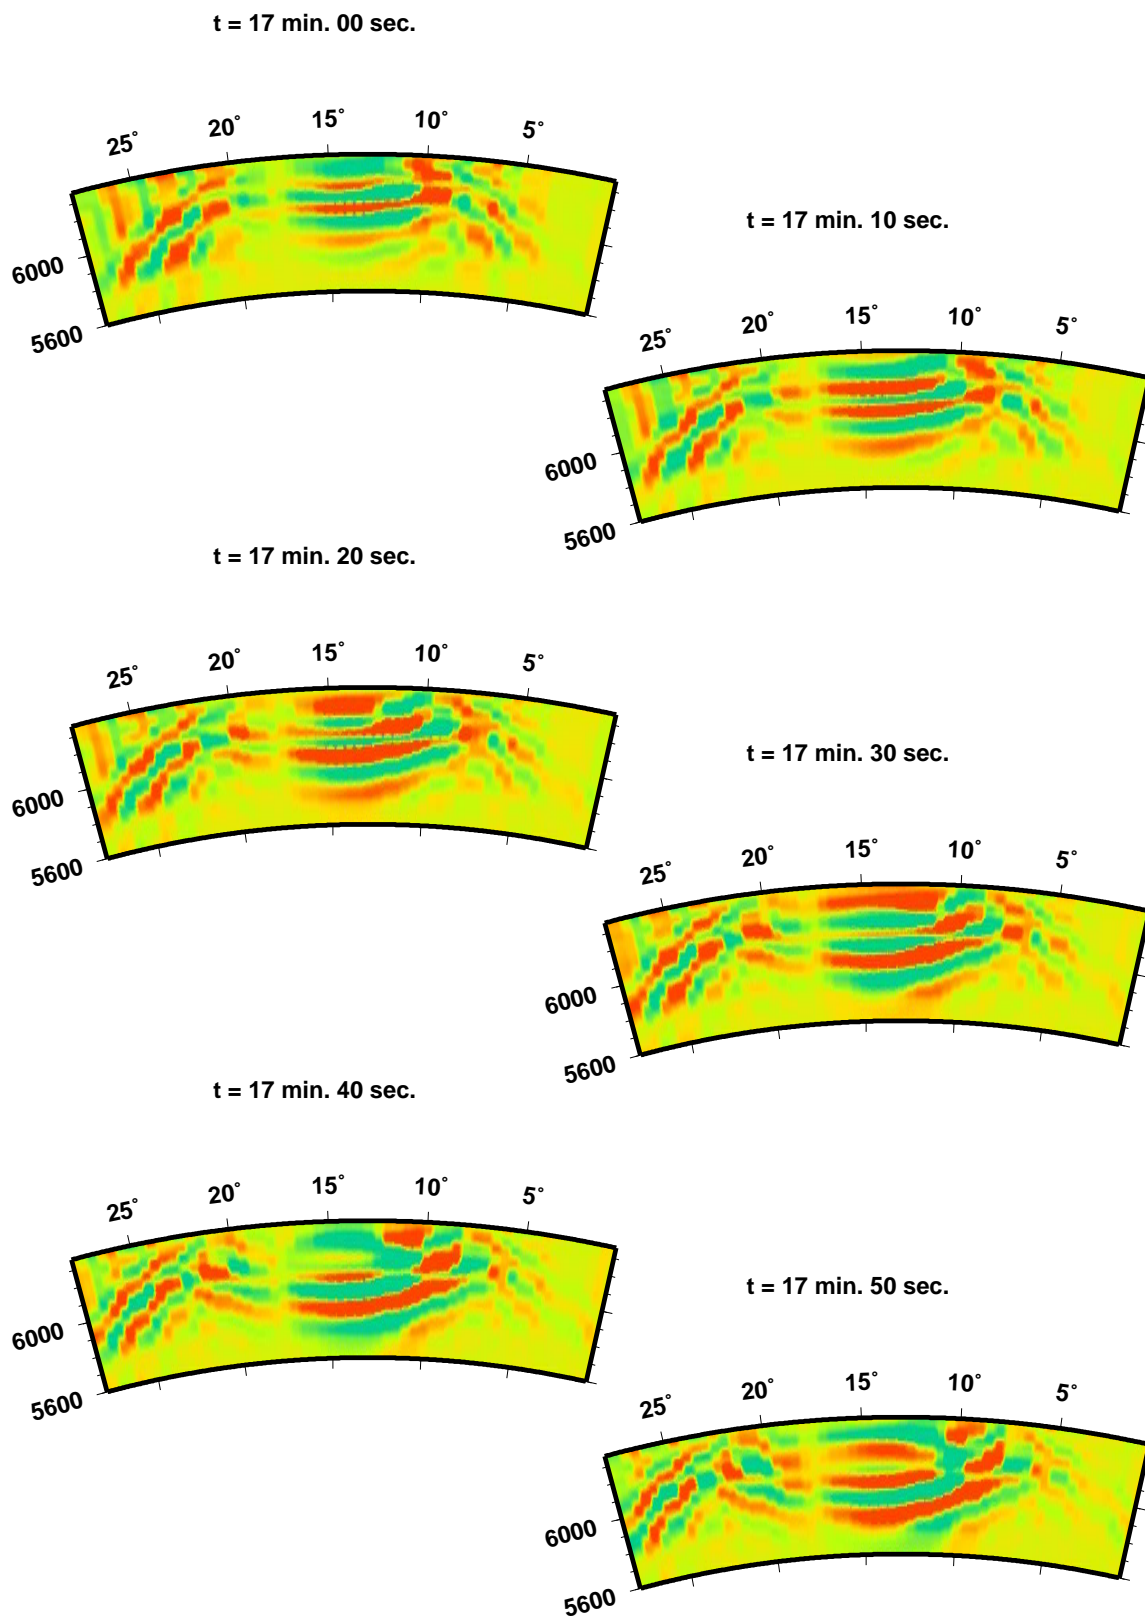 t = 17 min. 00 sec.
25° 20° 15° 10° 5°
6000
5600
t = 17 min. 10 sec.
25° 20° 15° 10° 5°
6000
5600
t = 17 min. 20 sec.
25° 20° 15° 10° 5°
6000
5600
t = 17 min. 30 sec.
25° 20° 15° 10° 5°
6000
5600
t = 17 min. 40 sec.
25° 20° 15° 10° 5°
6000
5600
t = 17 min. 50 sec.
25° 20° 15° 10° 5°
6000
5600